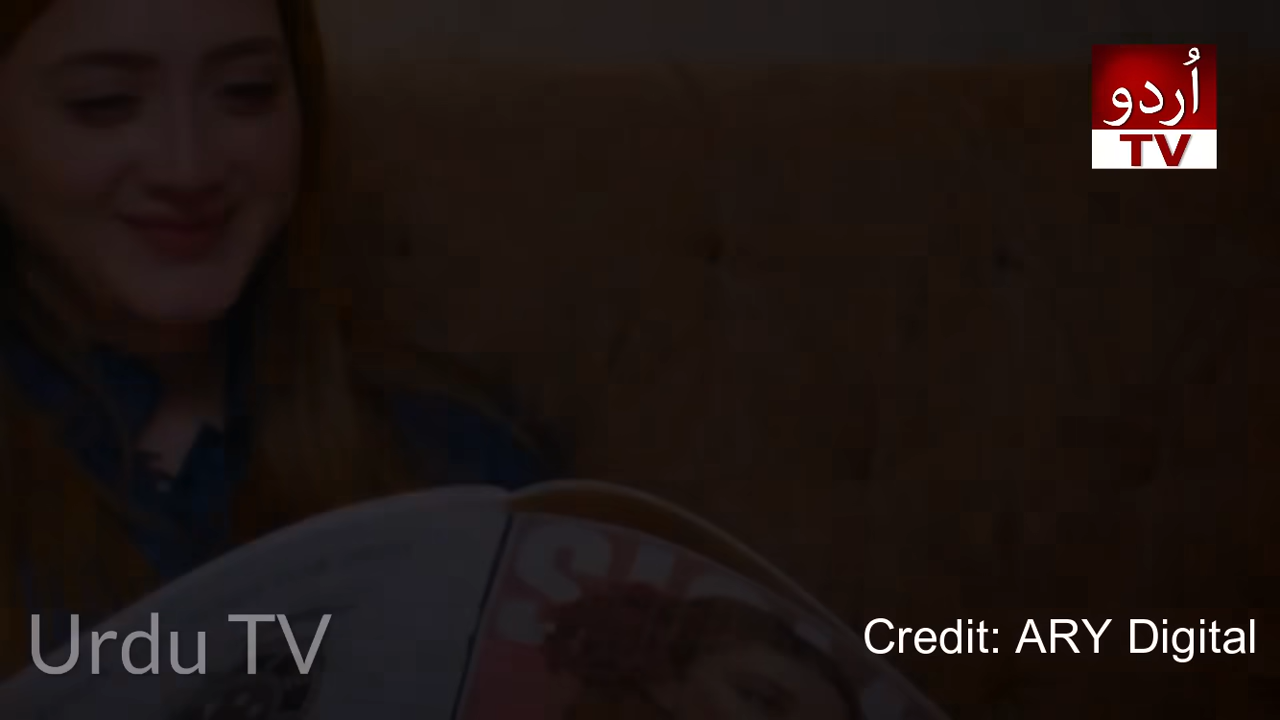 اُردو
TV
Urdu TV
Credit: ARY Digital